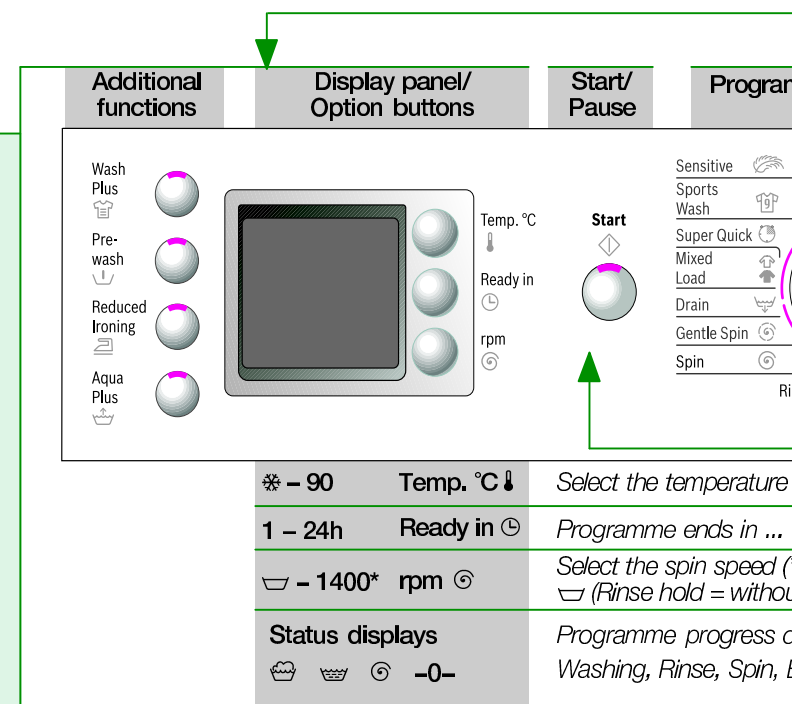 Additional functions
Display panel/
Option buttons
Start/
Pause
Wash
Plus
Pre-
wash
Reduced
Ironing
Aqua
Plus
Temp. °C
Ready in
rpm
Start
Sensitive
Sports
Wash
Super Quick
Mixed
Load
Drain
Gentle Spin
Spin
– 90 Temp. °C Select the temperature
1 – 24h Ready in Programme ends in ...
– 1400* rpm Select the spin speed (*
(Rinse hold =
Status displays Programme progress
–0– Washing, Rinse, Spin,